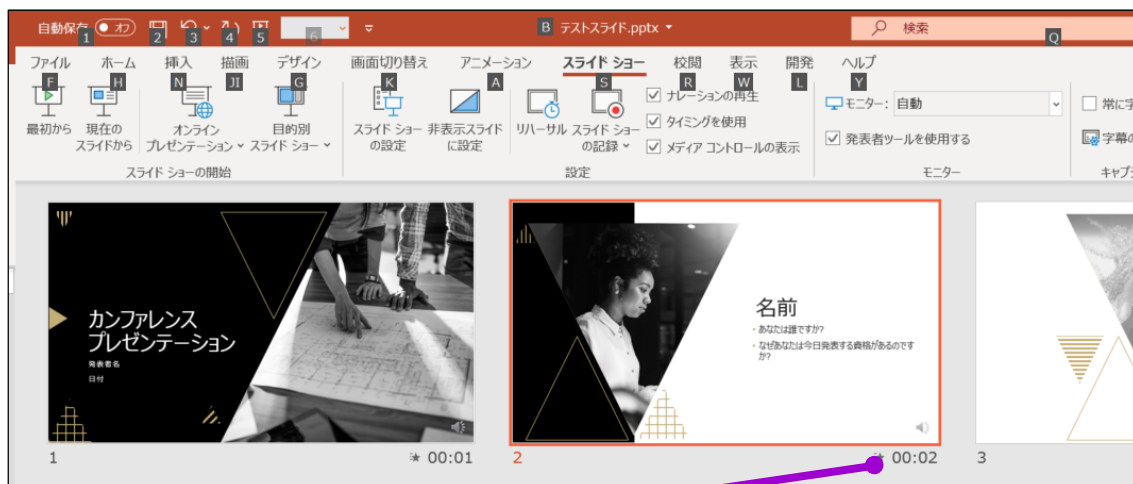 自動保存 オフ
1 2 3 4 5 6
B テストスライド.pptx
検索
Q
ファイル ホーム 挿入 描画 デザイン 画面切り替え アニメーション スライド ショー 校閲 表示 開発 ヘルプ
F H N JI G K A S R W L Y
最初から
現在の
スライドから
オンライン
プレゼンテーション
目的別
スライド ショー
スライド ショーの開始
スライド ショー
の設定
非表示スライド
に設定
リハーサル
スライド ショー
の記録
ナレーションの再生
タイミングを使用
メディア コントロールの表示
設定
モニター: 自動
発表者ツールを使用する
モニター
常に字
字幕の
キャプ
カンファレンス
プレゼンテーション
発表者名
日付
1 00:01
名前
・ あなたは誰ですか?
・ なぜあなたは今日発表する資格があるのです
か?
2 00:02
3